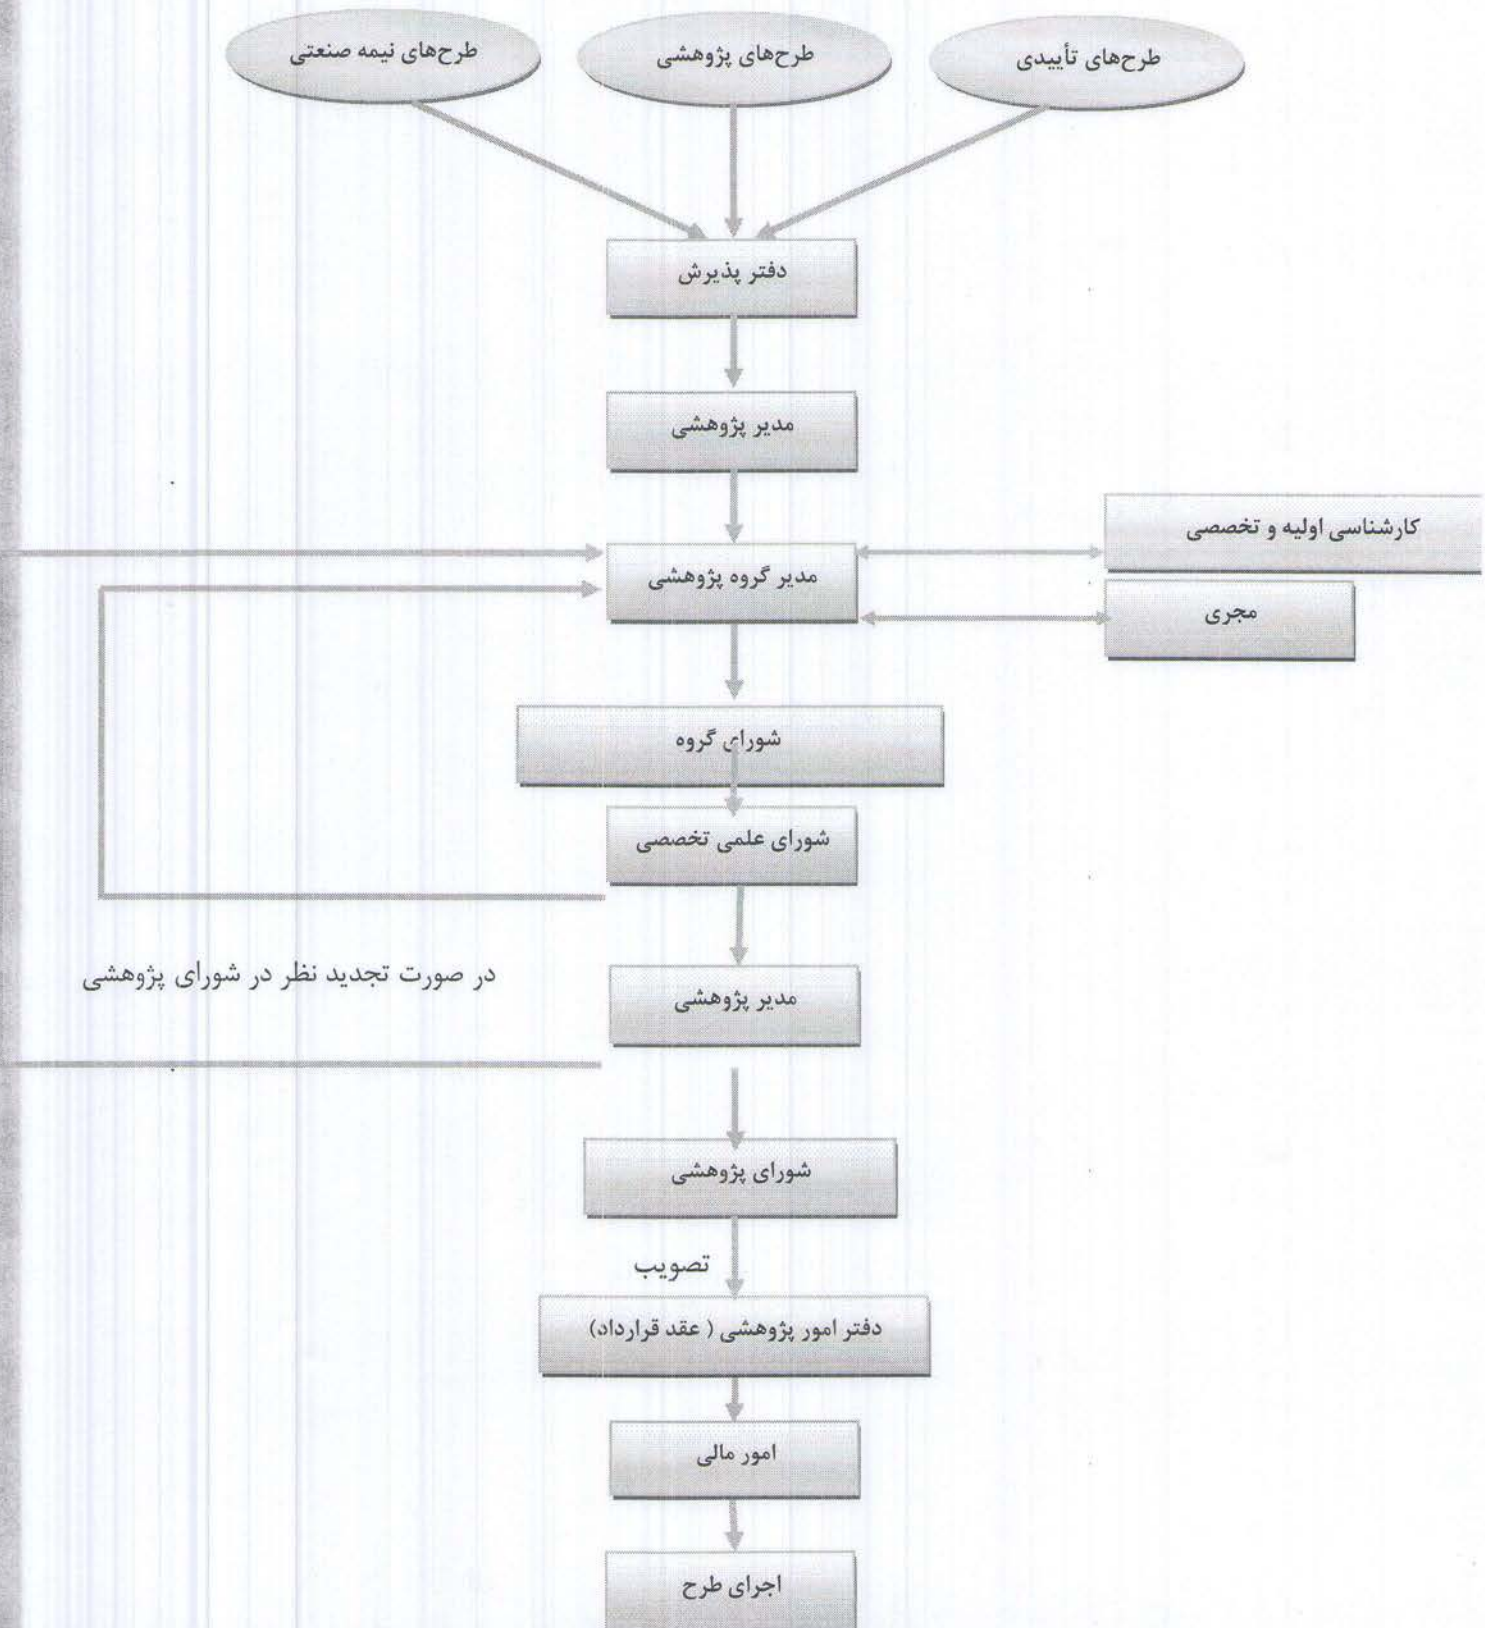 طرح‌های تأییدی
طرح‌های پژوهشی
طرح‌های نیمه صنعتی
دفتر پذیرش
مدیر پژوهشی
کارشناسی اولیه و تخصصی
مدیر گروه پژوهشی
مجری
شورای گروه
شورای علمی تخصصی
در صورت تجدید نظر در شورای پژوهشی
مدیر پژوهشی
شورای پژوهشی
تصویب
دفتر امور پژوهشی ( عقد قرارداد)
امور مالی
اجرای طرح